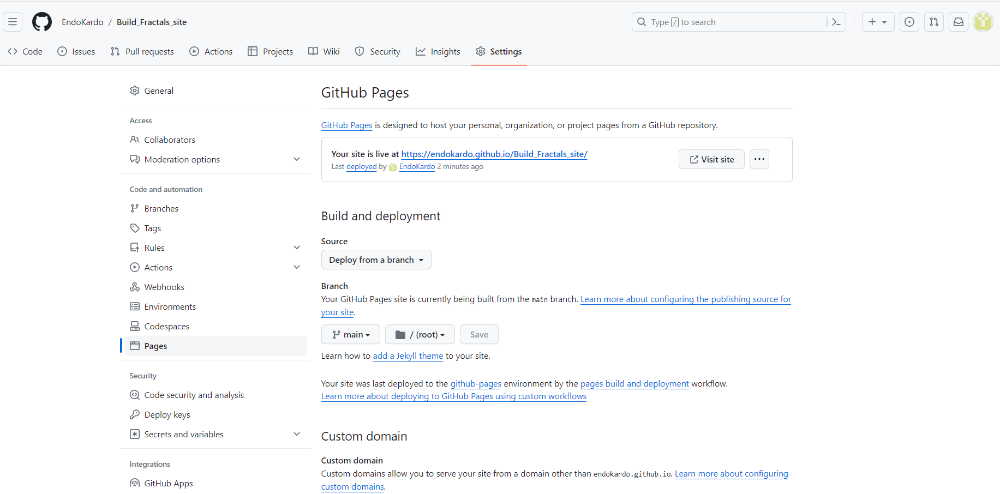 EndoKardo / Build_Fractals_site
Type / to search
Code Issues Pull requests Actions Projects Wiki Security Insights Settings
General
Access
Collaborators
Moderation options
Code and automation
Branches
Tags
Rules
Actions
Webhooks
Environments
Codespaces
Pages
Security
Code security and analysis
Deploy keys
Secrets and variables
Integrations
GitHub Apps
GitHub Pages
GitHub Pages is designed to host your personal, organization, or project pages from a GitHub repository.
Your site is live at https://endokardo.github.io/Build_Fractals_site/
Last deployed by EndoKardo 2 minutes ago
Visit site
Build and deployment
Source
Deploy from a branch
Branch
Your GitHub Pages site is currently being built from the main branch. Learn more about configuring the publishing source for
your site.
main / (root) Save
Learn how to add a Jekyll theme to your site.
Your site was last deployed to the github-pages environment by the pages build and deployment workflow.
Learn more about deploying to GitHub Pages using custom workflows
Custom domain
Custom domain
Custom domains allow you to serve your site from a domain other than endokardo.github.io. Learn more about configuring
custom domains.